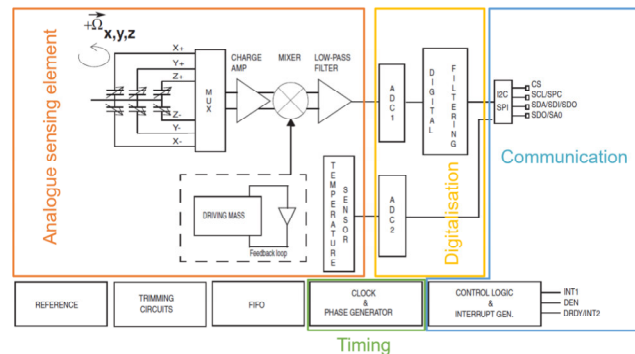 +Ω x,y,z
X+
Y+
Z+
Z-
Y-
X-
MUX
CHARGE
AMP
MIXER
LOW-PASS
FILTER
ADC1
DIGITAL
FILTERING
I2C
SPI
CS
SCL/SPC
SDA/SDI/SDO
SDO/SA0
Analogue sensing element
Digitalisation
Communication
DRIVING MASS
Feedback loop
TEMPERATURE
SENSOR
ADC2
REFERENCE
TRIMMING
CIRCUITS
FIFO
CLOCK
&
PHASE GENERATOR
CONTROL LOGIC
&
INTERRUPT GEN.
INT1
DEN
DRDY/INT2
Timing